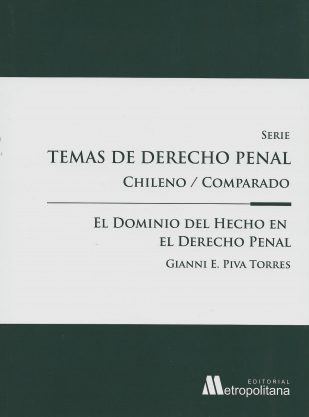 Serie
Temas de Derecho Penal
Chileno / Comparado
El Dominio del Hecho en
el Derecho Penal
Gianni E. Piva Torres
EDITORIAL
Metropolitana